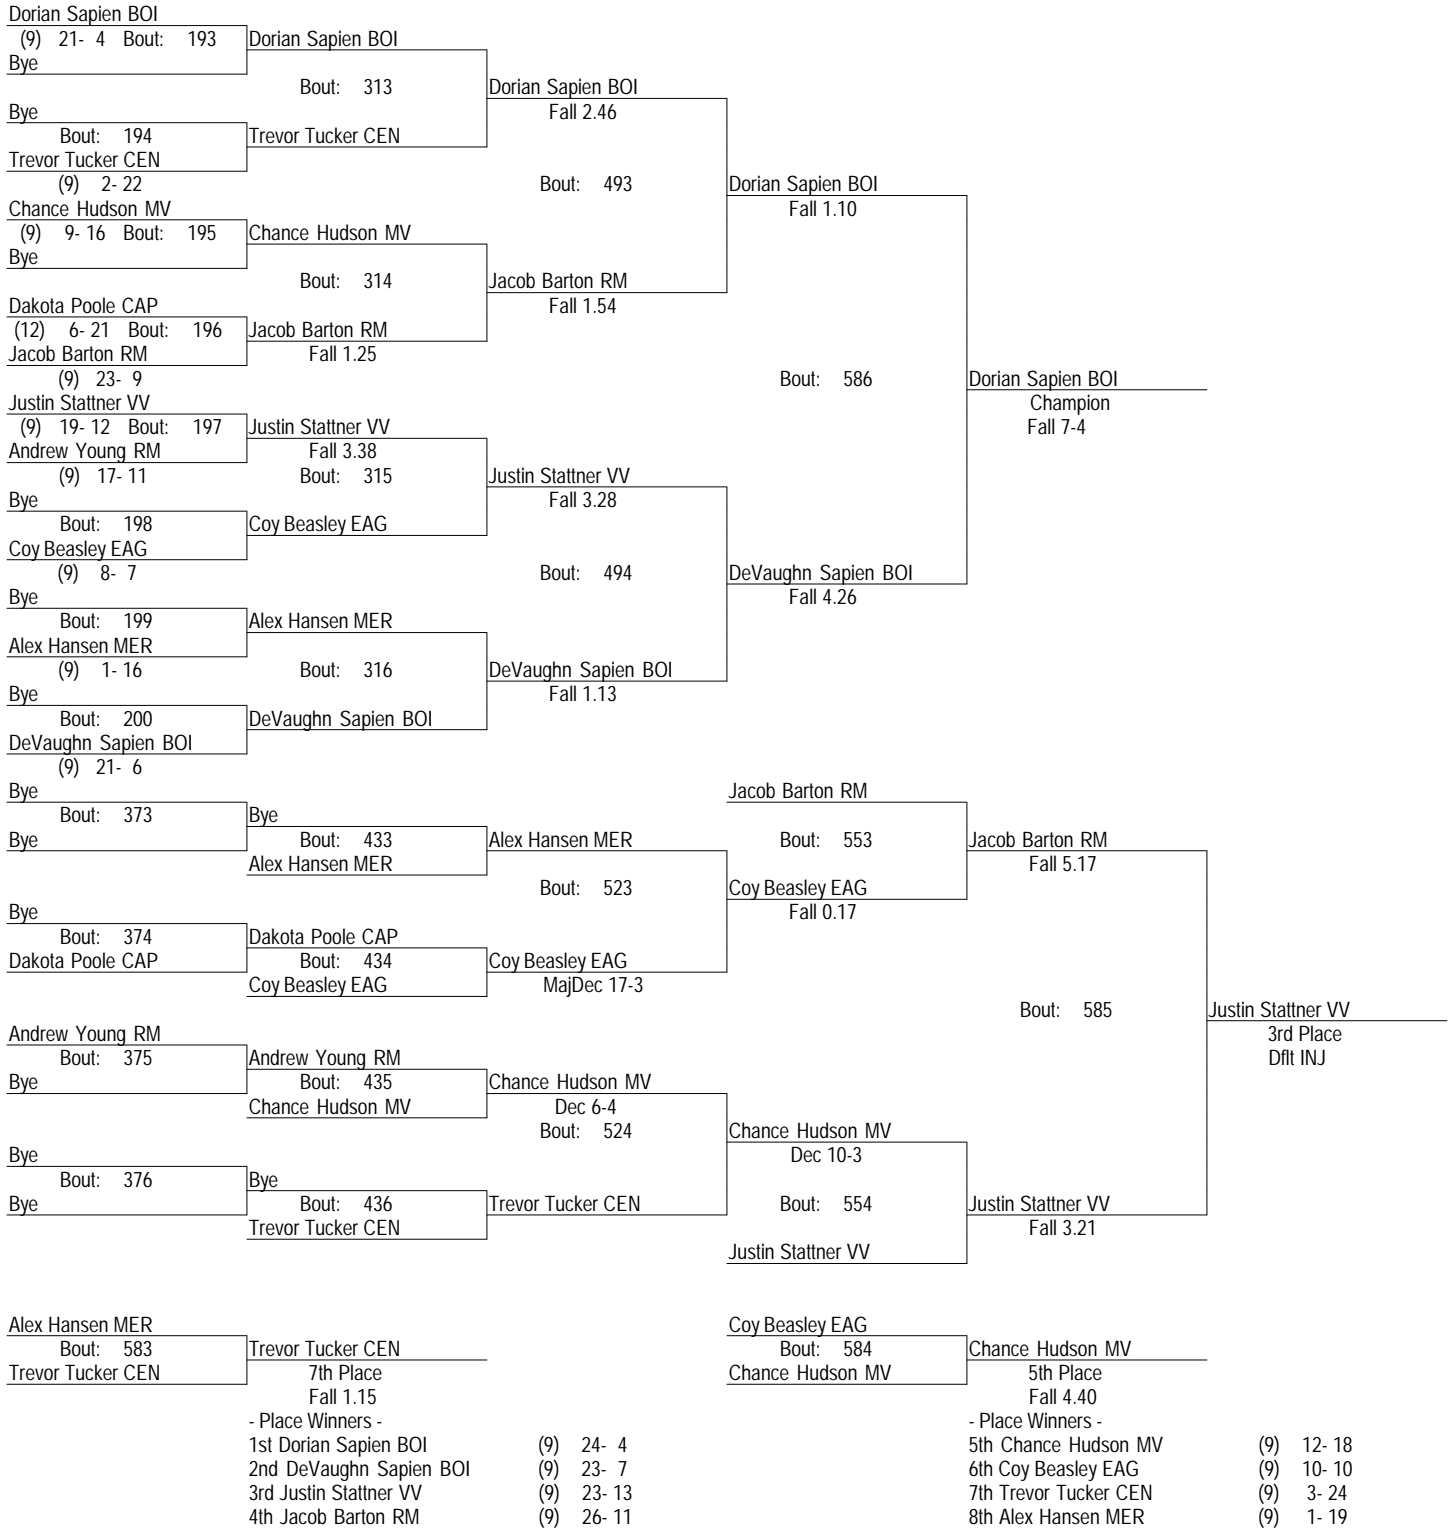 Dorian Sapien BOI
(9) 21- 4 Bout: 193 Dorian Sapien BOI
Bye
Bout: 313 Dorian Sapien BOI
Bye Fall 2.46
Bout: 194 Trevor Tucker CEN
Trevor Tucker CEN
(9) 2- 22 Bout: 493 Dorian Sapien BOI
Chance Hudson MV Fall 1.10
(9) 9- 16 Bout: 195 Chance Hudson MV
Bye
Bout: 314 Jacob Barton RM
Dakota Poole CAP Fall 1.54
(12) 6- 21 Bout: 196 Jacob Barton RM
Jacob Barton RM Fall 1.25
(9) 23- 9 Bout: 586 Dorian Sapien BOI
Justin Stattner VV Champion
(9) 19- 12 Bout: 197 Justin Stattner VV Fall 7-4
Andrew Young RM Fall 3.38
(9) 17- 11 Bout: 315 Justin Stattner VV
Bye Fall 3.28
Bout: 198 Coy Beasley EAG
Coy Beasley EAG
(9) 8- 7 Bout: 494 DeVaughn Sapien BOI
Bye Fall 4.26
Bout: 199 Alex Hansen MER
Alex Hansen MER
(9) 1- 16 Bout: 316 DeVaughn Sapien BOI
Bye Fall 1.13
Bout: 200 DeVaughn Sapien BOI
DeVaughn Sapien BOI
(9) 21- 6
Bye Jacob Barton RM
Bout: 373 Bye
Bye Bout: 433 Alex Hansen MER Bout: 553 Jacob Barton RM
Alex Hansen MER Fall 5.17
Bout: 523 Coy Beasley EAG
Bye Fall 0.17
Bout: 374 Dakota Poole CAP
Dakota Poole CAP Bout: 434 Coy Beasley EAG
Coy Beasley EAG MajDec 17-3
Bout: 585 Justin Stattner VV
Andrew Young RM 3rd Place
Bout: 375 Andrew Young RM Dflt INJ
Bye Bout: 435 Chance Hudson MV
Chance Hudson MV Dec 6-4
Bout: 524 Chance Hudson MV
Bye Dec 10-3
Bout: 376 Bye
Bye Bout: 436 Trevor Tucker CEN Bout: 554 Justin Stattner VV
Trevor Tucker CEN Fall 3.21
Justin Stattner VV
Alex Hansen MER Coy Beasley EAG
Bout: 583 Trevor Tucker CEN Bout: 584 Chance Hudson MV
Trevor Tucker CEN 7th Place Chance Hudson MV 5th Place
Fall 1.15 Fall 4.40
- Place Winners - - Place Winners -
1st Dorian Sapien BOI (9) 24- 4 5th Chance Hudson MV (9) 12- 18
2nd DeVaughn Sapien BOI (9) 23- 7 6th Coy Beasley EAG (9) 10- 10
3rd Justin Stattner VV (9) 23- 13 7th Trevor Tucker CEN (9) 3- 24
4th Jacob Barton RM (9) 26- 11 8th Alex Hansen MER (9) 1- 19